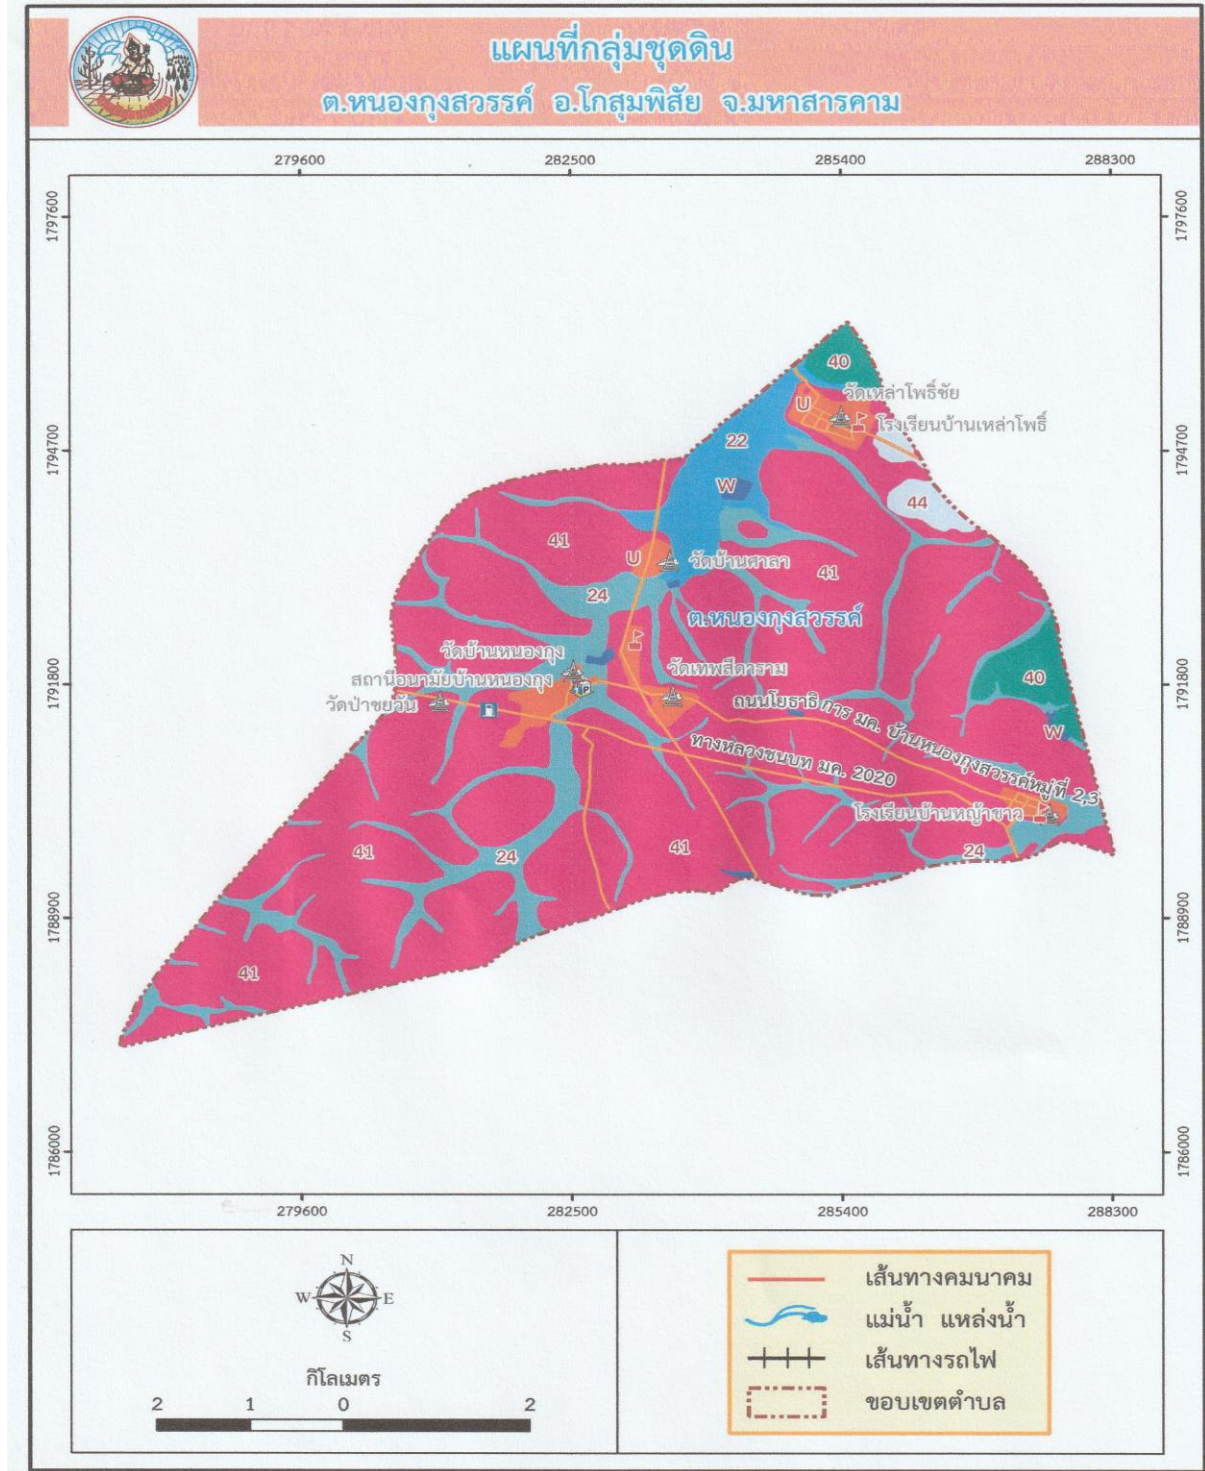 แผนที่กลุ่มชุดดิน
ต.หนองกุงสวรรค์ อ.โกสุมพิสัย จ.มหาสารคาม
279600 282500 285400 288300
1797600 1797600
40
วัดเหล่าโพธิ์ชัย
U
โรงเรียนบ้านเหล่าโพธิ์
22
1794700 1794700
W
44
41
U
วัดบ้านศาลา
41
24
ต.หนองกุงสวรรค์
วัดบ้านหนองกุง
วัดเทพสีดาราม
สถานีอนามัยบ้านหนองกุง
40
1791800 1791800
วัดป่าชยวัน
ถนนโยธาธิการ มค. บ้านหนองกุงสวรรค์หมู่ที่ 2,3
W
ทางหลวงชนบท มค. 2020
โรงเรียนบ้านหญ้าขาว
41
24
41
24
1788900 1788900
41
1786000 1786000
279600 282500 285400 288300
N
W E
S
กิโลเมตร
2 1 0 2
เส้นทางคมนาคม
แม่น้ำ แหล่งน้ำ
เส้นทางรถไฟ
ขอบเขตตำบล